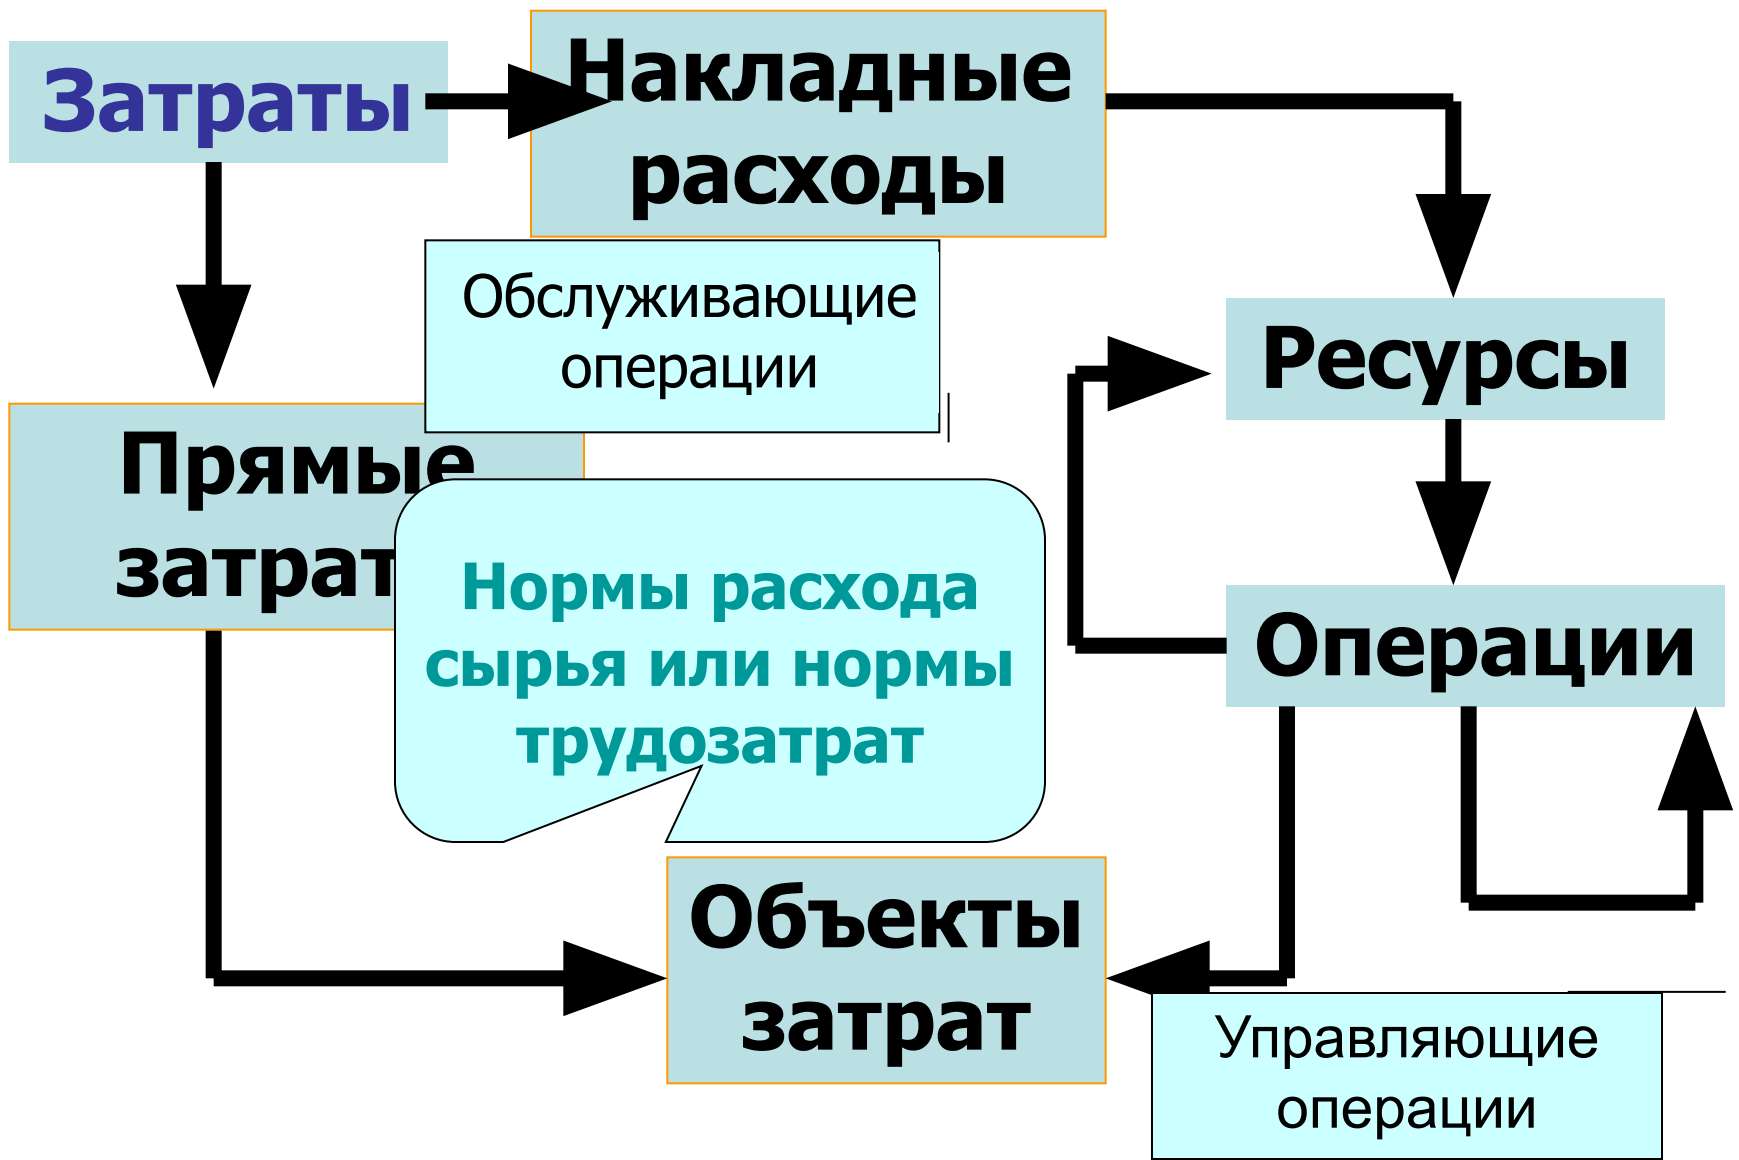 Затраты
Накладные
расходы
Обслуживающие
операции
Ресурсы
Прямые
затрат
Нормы расхода
сырья или нормы
трудозатрат
Операции
Объекты
затрат
Управляющие
операции